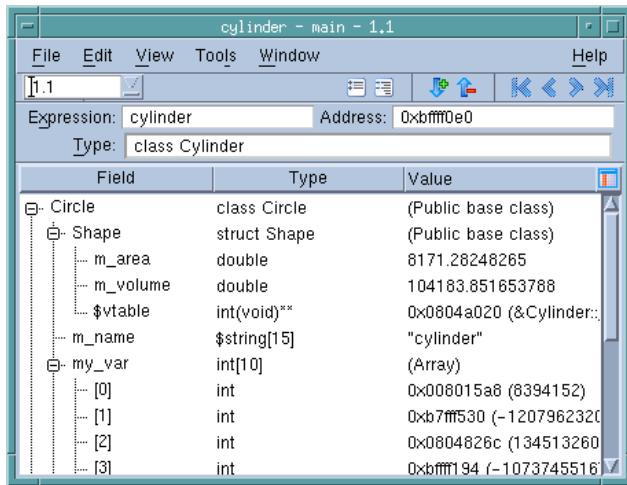 cylinder - main - 1.1
File Edit View Tools Window Help
1.1
Expression: cylinder Address: 0xbffff0e0
Type: class Cylinder
Field Type Value
Circle class Circle (Public base class)
Shape struct Shape (Public base class)
m_area double 8171.28248265
m_volume double 104183.851653788
$vtable int(void)** 0x0804a020 (&Cylinder::
m_name $string[15] "cylinder"
my_var int[10] (Array)
[0] int 0x008015a8 (8394152)
[1] int 0xb7fff530 (-1207962320
[2] int 0x0804826c (134513260
[3] int 0xbffff194 (-1073745516